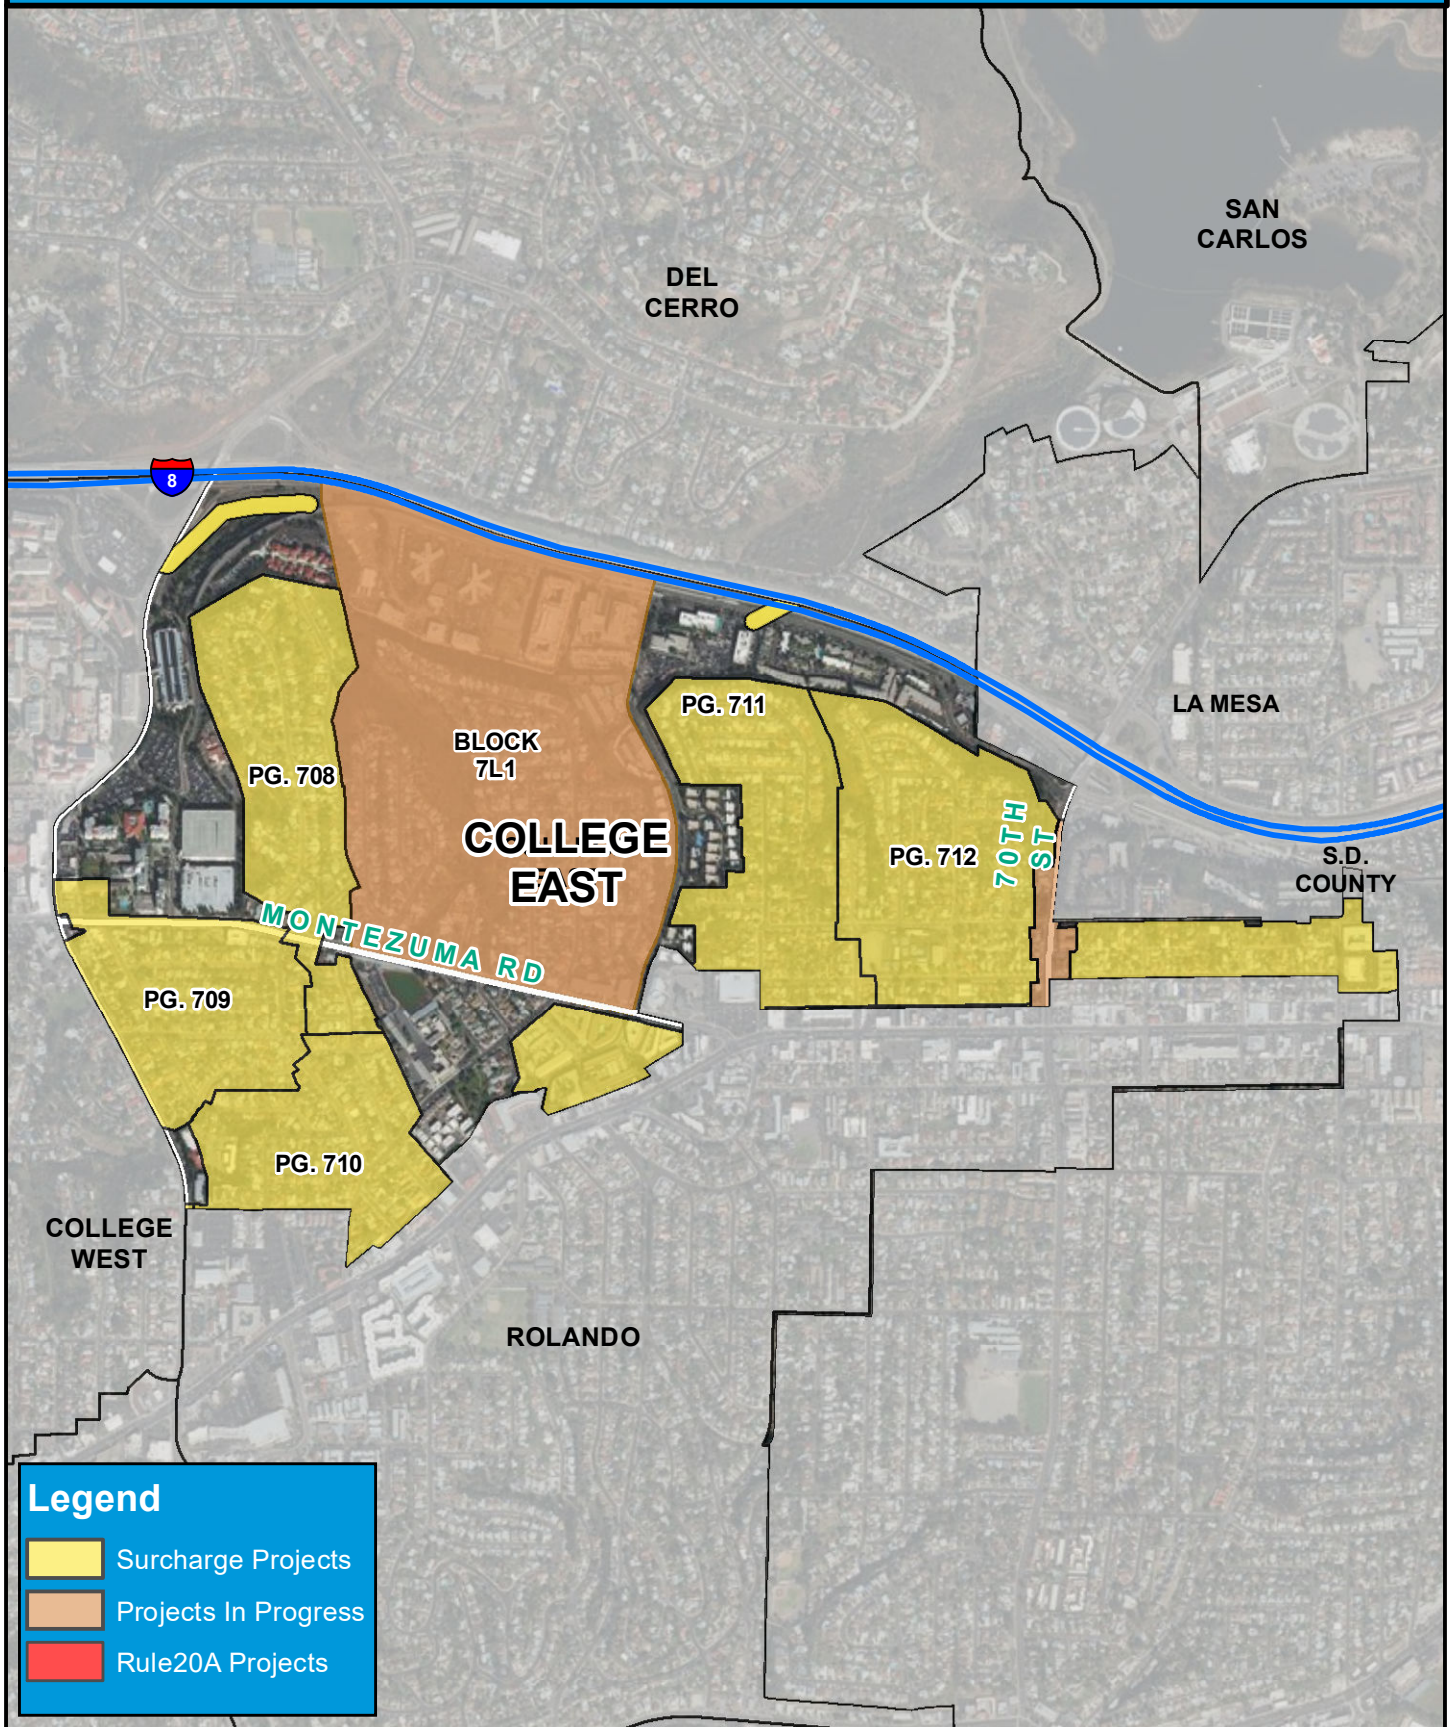 SAN
CARLOS
DEL
CERRO
8
LA MESA
PG. 711
BLOCK
7L1
PG. 708
COLLEGE
EAST
70TH
ST
PG. 712
S.D.
COUNTY
MONTEZUMA RD
PG. 709
PG. 710
COLLEGE
WEST
ROLANDO
Legend
Surcharge Projects
Projects In Progress
Rule20A Projects